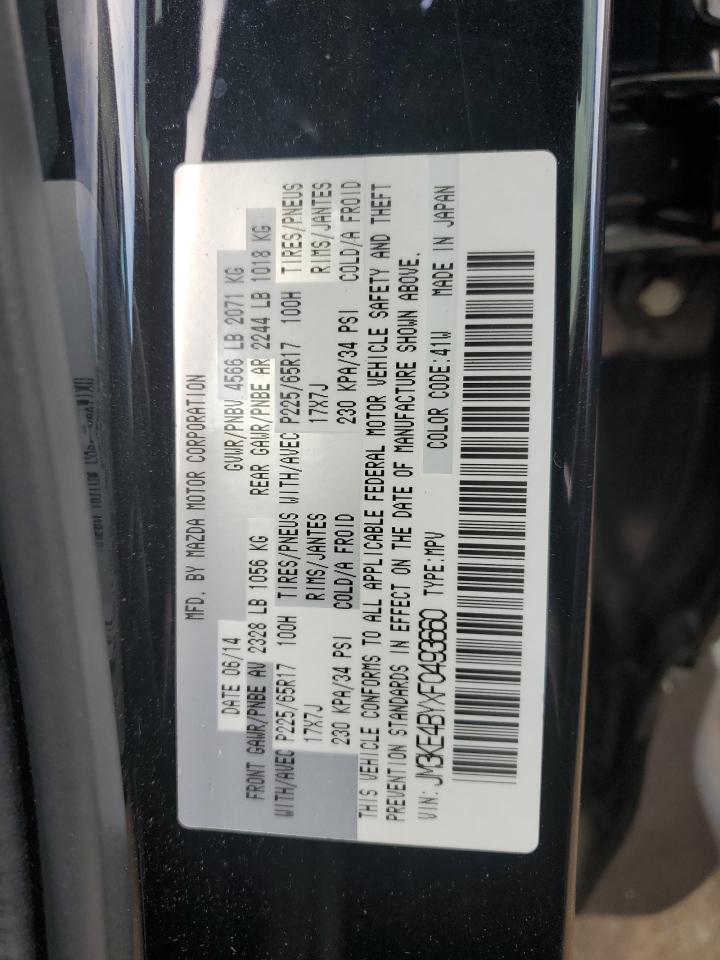 MFD. BY MAZDA MOTOR CORPORATION
DATE 06/14 GVWR/PNBV 4566 LB 2071 KG
FRONT GAWR/PNBE AV 2328 LB 1056 KG REAR GAWR/PNBE AR 2244 LB 1018 KG
WITH/AVEC P225/65R17 100H TIRES/PNEUS WITH/AVEC P225/65R17 100H TIRES/PNEUS
17X7J RIMS/JANTES 17X7J RIMS/JANTES
230 KPA/34 PSI COLD/A FROID 230 KPA/34 PSI COLD/A FROID
THIS VEHICLE CONFORMS TO ALL APPLICABLE FEDERAL MOTOR VEHICLE SAFETY AND THEFT
PREVENTION STANDARDS IN EFFECT ON THE DATE OF MANUFACTURE SHOWN ABOVE.
VIN: JM3KE4BYXF0493660 TYPE:MPV COLOR CODE:41W MADE IN JAPAN